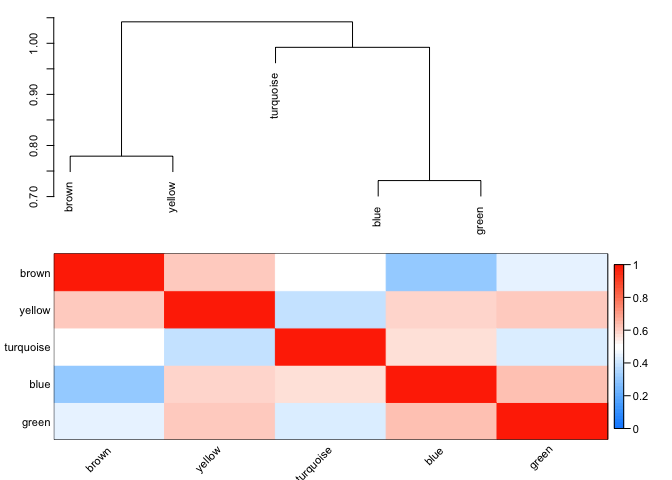 1.00
0.90
0.80
0.70
brown
yellow
turquoise
blue
green
brown
yellow
turquoise
blue
green
1
0.8
0.6
0.4
0.2
0
brown
yellow
turquoise
blue
green